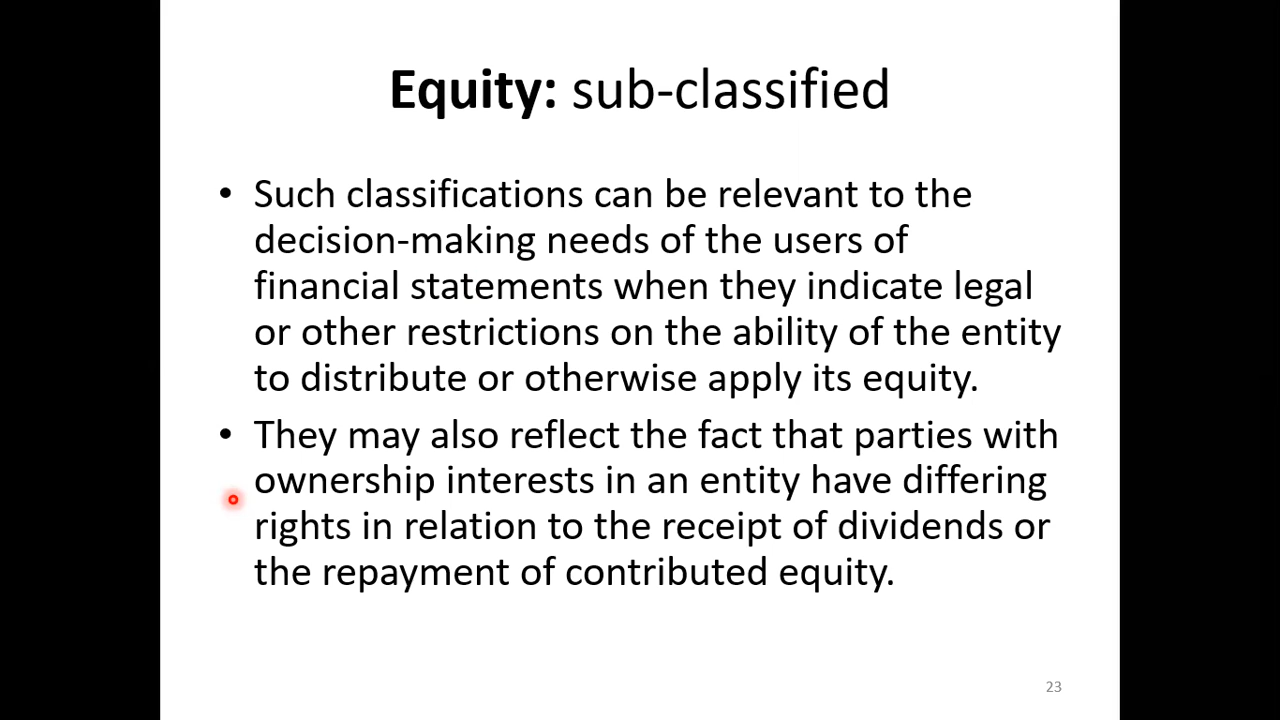 Equity: sub-classified
• Such classifications can be relevant to the
decision-making needs of the users of
financial statements when they indicate legal
or other restrictions on the ability of the entity
to distribute or otherwise apply its equity.
• They may also reflect the fact that parties with
ownership interests in an entity have differing
rights in relation to the receipt of dividends or
the repayment of contributed equity.
23